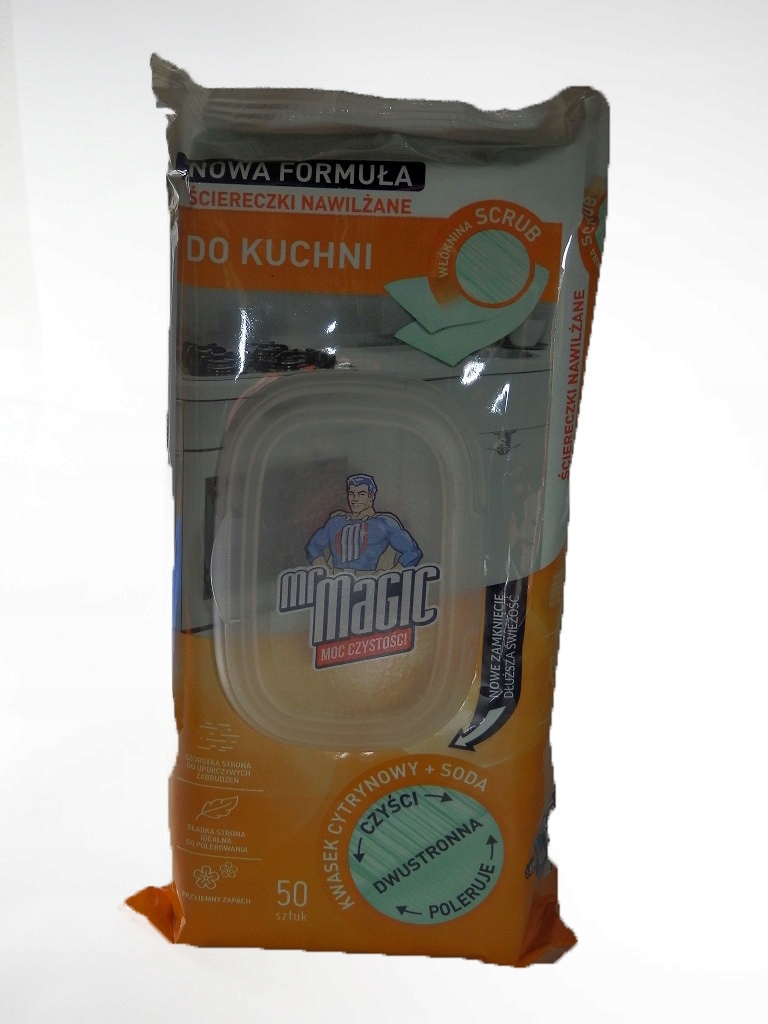 NOWA FORMUŁA
ŚCIERECZKI NAWILŻANE
DO KUCHNI
WŁÓKNINA SCRUB
SCRUB
ŚCIERECZKI NAWILŻANE
M
mr
MAGIC
MOC CZYSTOŚCI
NOWE ZAMKNIĘCIE
DŁUŻSZA ŚWIEŻOŚĆ
SZORSTKA STRONA
DO UPORCZYWYCH
ZABRUDZEŃ
GŁADKA STRONA
IDEALNA
DO POLEROWANIA
PRZYJEMNY ZAPACH
50
sztuk
KWASEK CYTRYNOWY + SODA
CZYŚCI
DWUSTRONNA
POLERUJE